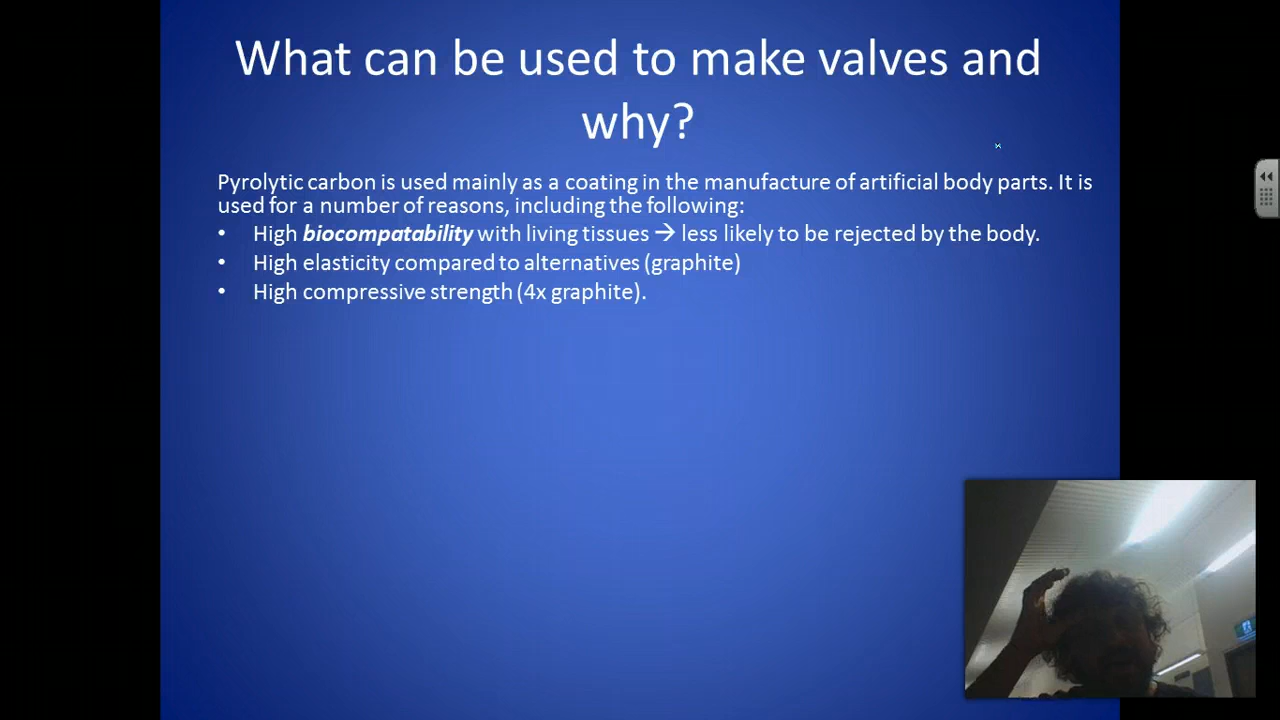 What can be used to make valves and
why?
Pyrolytic carbon is used mainly as a coating in the manufacture of artificial body parts. It is
used for a number of reasons, including the following:
• High biocompatability with living tissues → less likely to be rejected by the body.
• High elasticity compared to alternatives (graphite)
• High compressive strength (4x graphite).